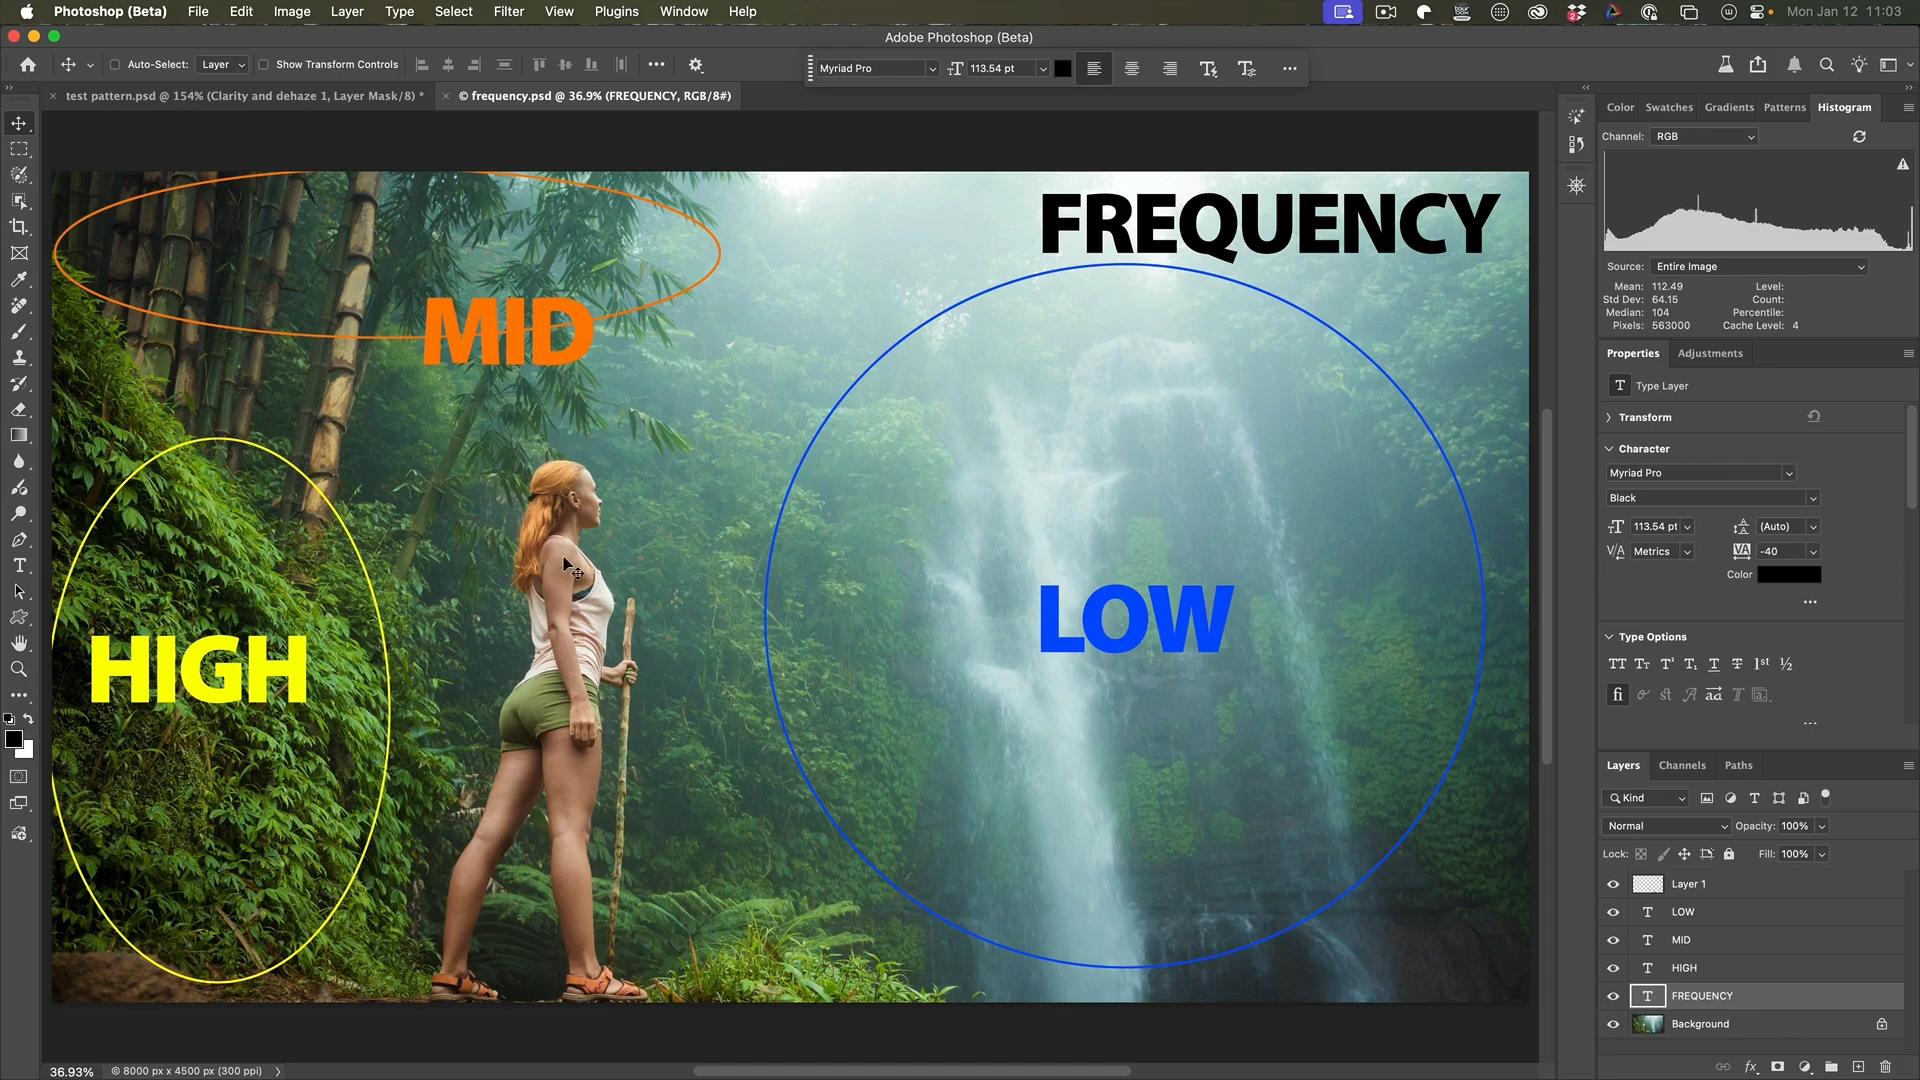 Photoshop (Beta) File Edit Image Layer Type Select Filter View Plugins Window Help Mon Jan 12 11:03
Adobe Photoshop (Beta)
Auto-Select: Layer Show Transform Controls Myriad Pro 113.54 pt
test pattern.psd @ 154% (Clarity and dehaze 1, Layer Mask/8) * © frequency.psd @ 36.9% (FREQUENCY, RGB/8#)
FREQUENCY
MID
LOW
HIGH
Color Swatches Gradients Patterns Histogram
Channel: RGB
Source: Entire Image
Mean: 112.49 Level:
Std Dev: 64.15 Count:
Median: 104 Percentile:
Pixels: 563000 Cache Level: 4
Properties Adjustments
Type Layer
Transform
Character
Myriad Pro
Black
113.54 pt (Auto)
Metrics -40
Color
Type Options
Layers Channels Paths
Kind
Normal Opacity: 100%
Lock: Fill: 100%
Layer 1
LOW
MID
HIGH
FREQUENCY
Background
36.93% © 8000 px x 4500 px (300 ppi)